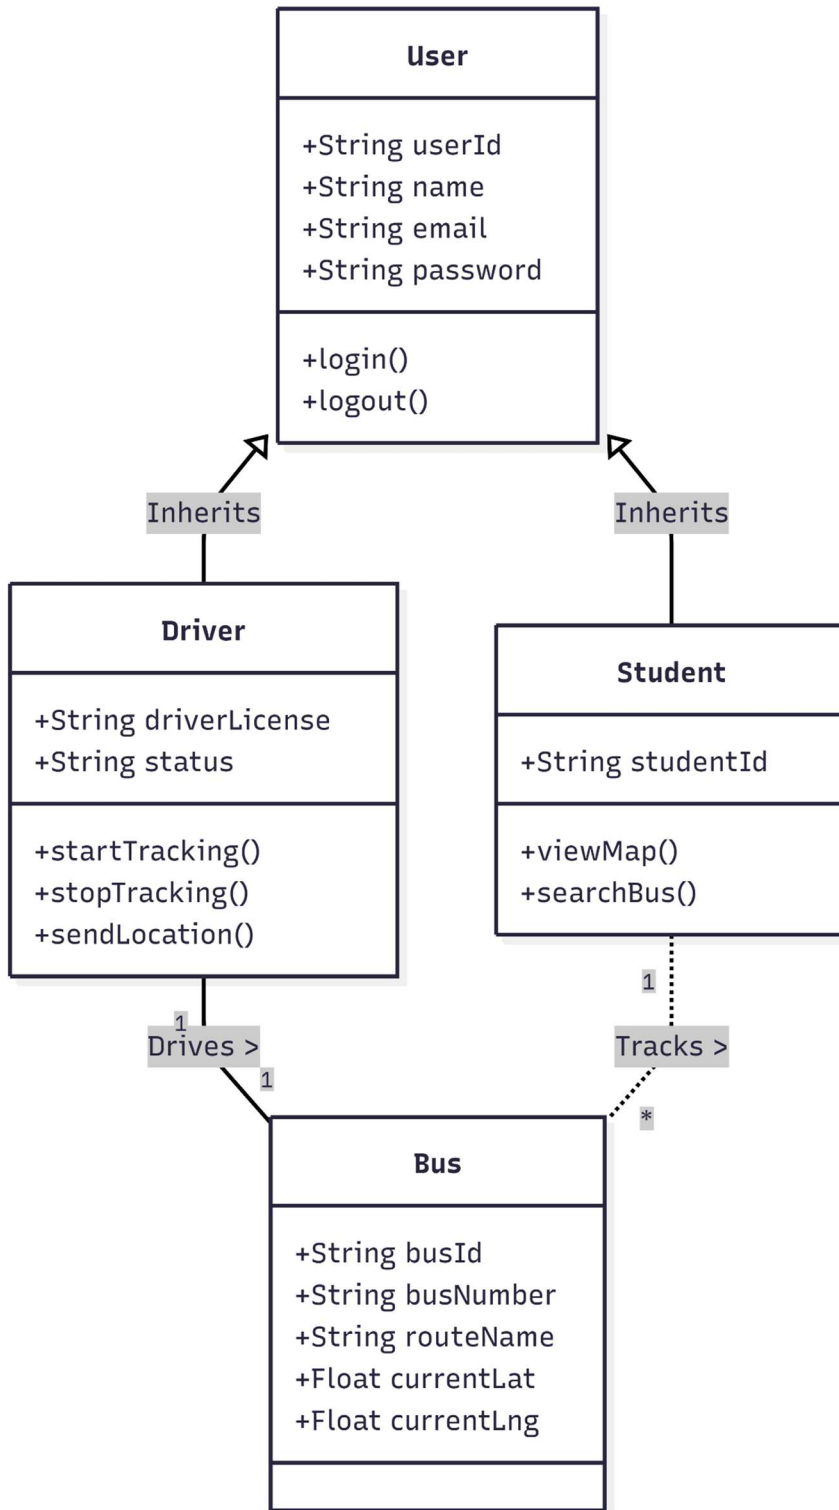 User
+String userId
+String name
+String email
+String password
+login()
+logout()
Inherits
Inherits
Driver
+String driverLicense
+String status
+startTracking()
+stopTracking()
+sendLocation()
Student
+String studentId
+viewMap()
+searchBus()
1
Drives >
1
1
Tracks >
*
Bus
+String busId
+String busNumber
+String routeName
+Float currentLat
+Float currentLng